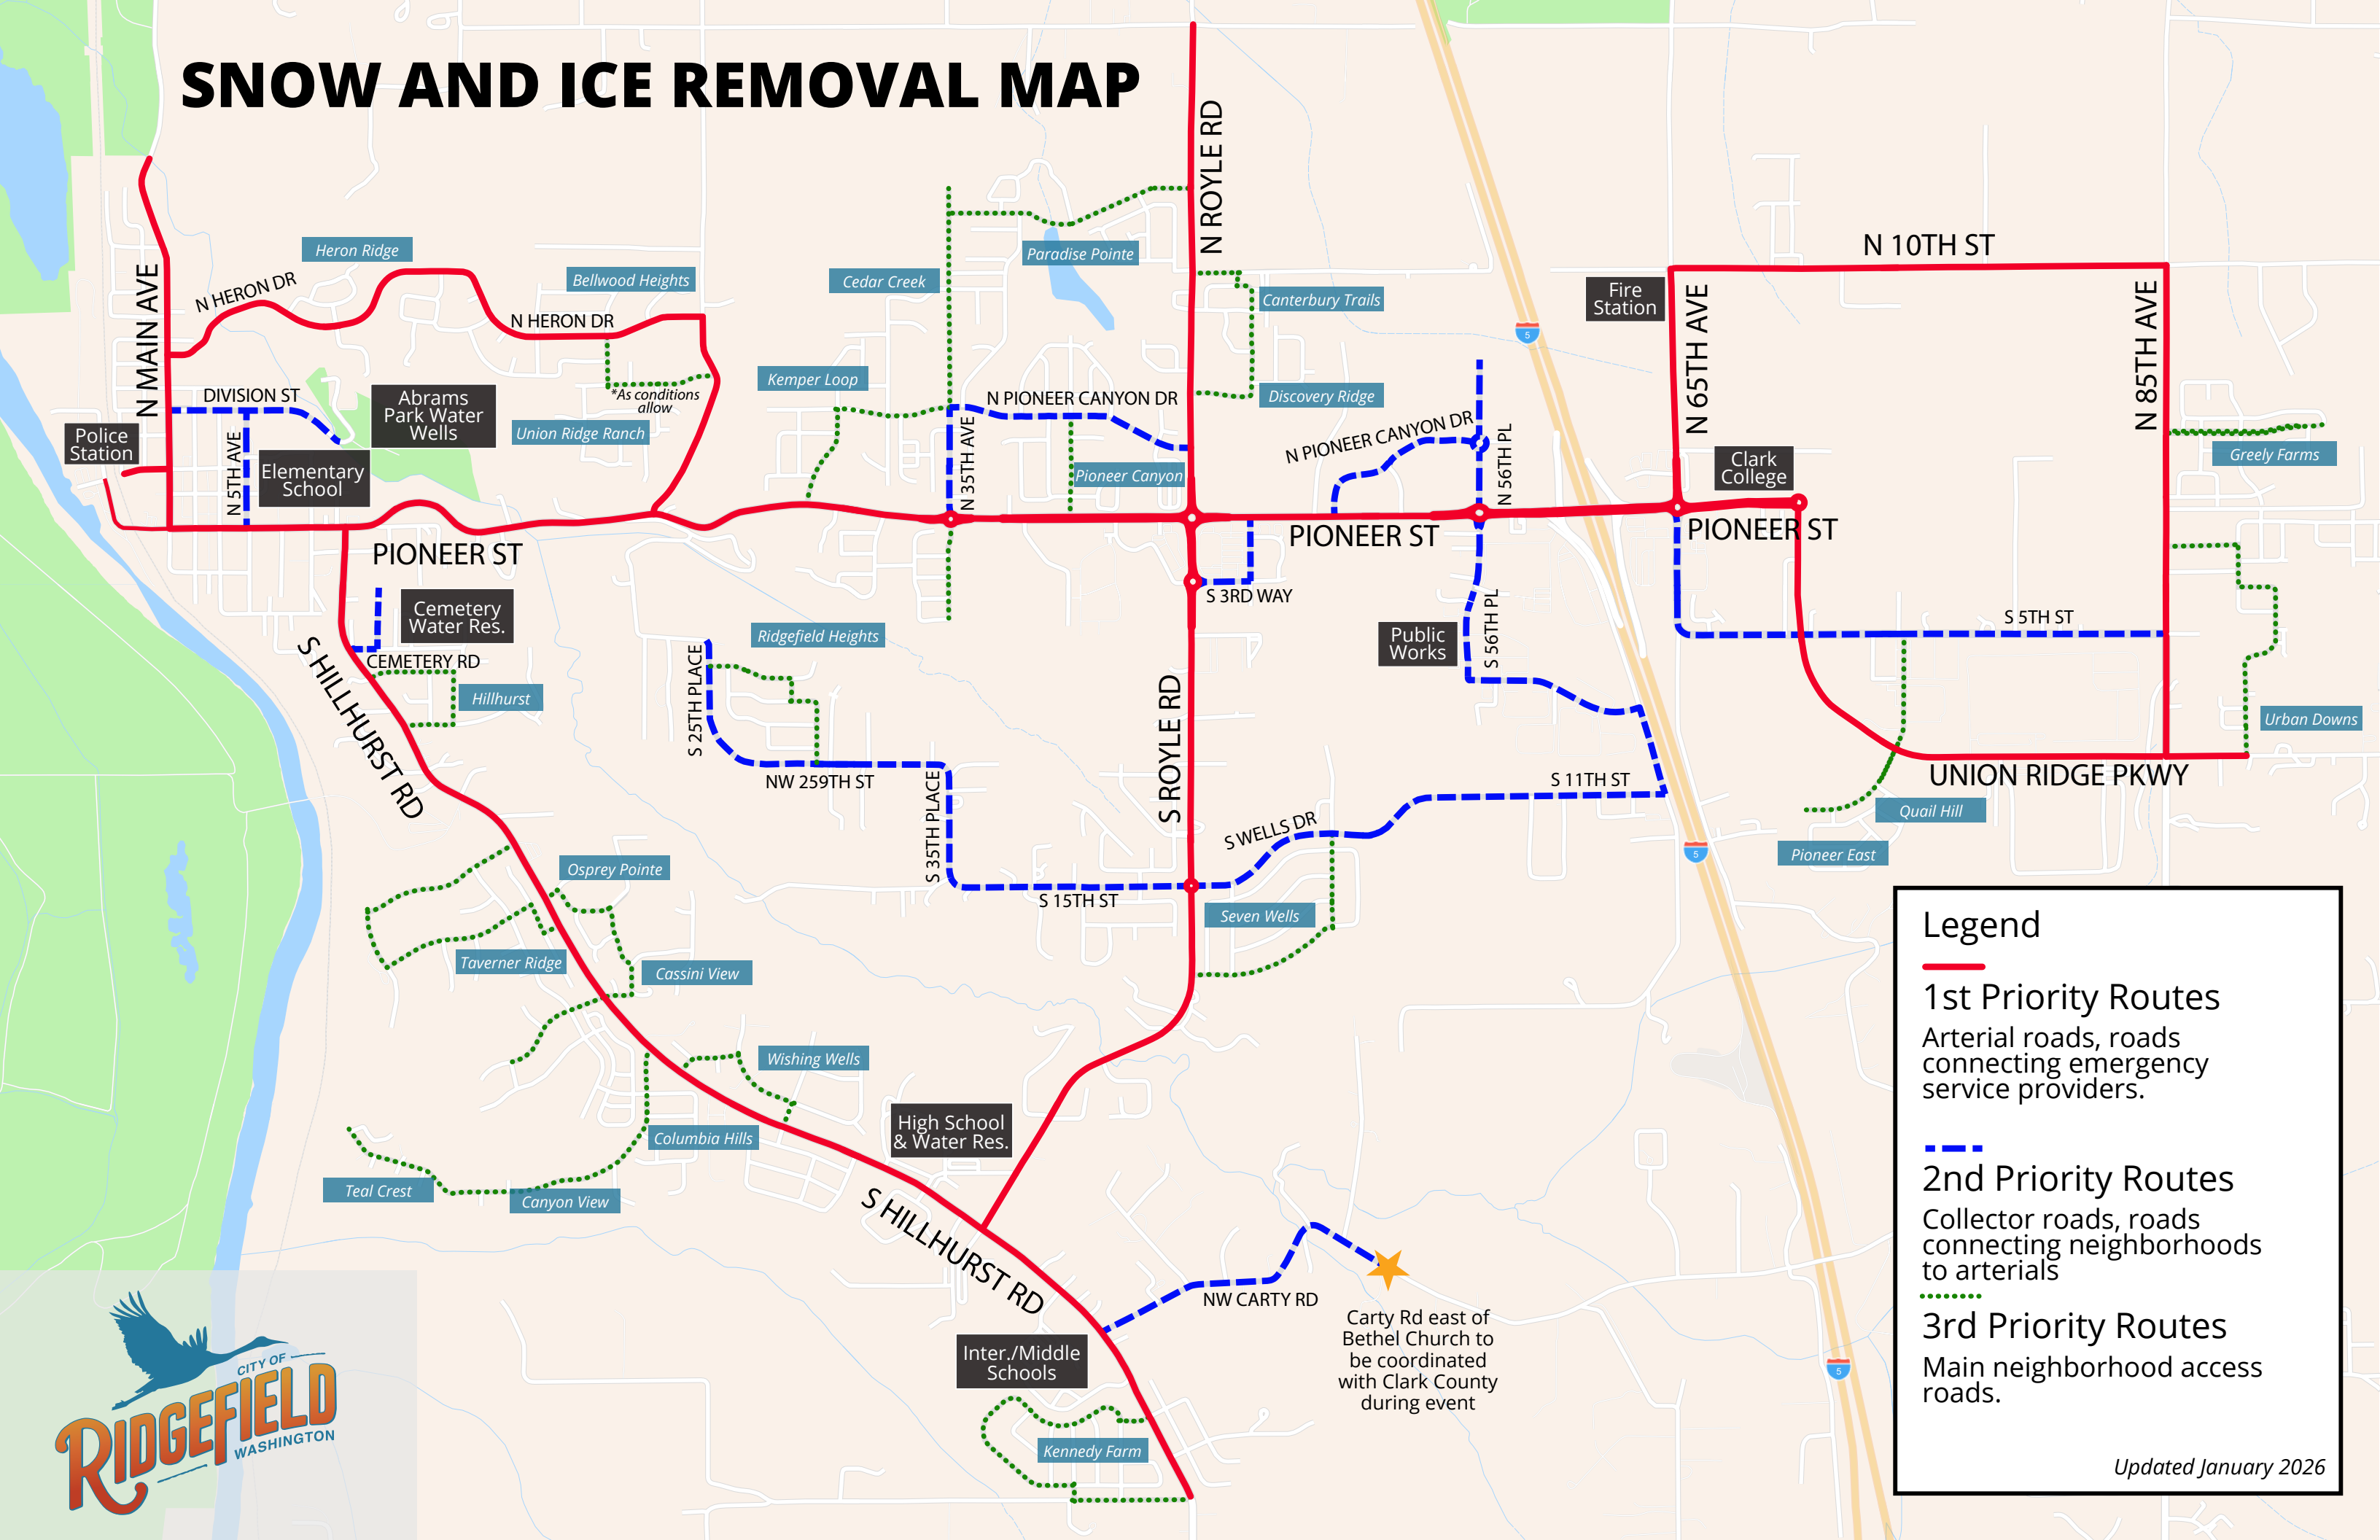 SNOW AND ICE REMOVAL MAP
N ROYLE RD
N 10TH ST
Heron Ridge
Paradise Pointe
Bellwood Heights
Cedar Creek
Canterbury Trails
Fire
Station
N HERON DR
N MAIN AVE
N HERON DR
N 65TH AVE
N 85TH AVE
5
Kemper Loop
Discovery Ridge
DIVISION ST
*As conditions
allow
N PIONEER CANYON DR
Abrams
Park Water
Wells
Union Ridge Ranch
N PIONEER CANYON DR
Police
Station
N 5TH AVE
Elementary
School
N 35TH AVE
Pioneer Canyon
N 56TH PL
Clark
College
Greely Farms
PIONEER ST
PIONEER ST
PIONEER ST
Cemetery
Water Res.
S 3RD WAY
S 5TH ST
Ridgefield Heights
Public
Works
S 56TH PL
CEMETERY RD
S HILLHURST RD
Hillhurst
S 25TH PLACE
S ROYLE RD
Urban Downs
NW 259TH ST
S 11TH ST
UNION RIDGE PKWY
S 35TH PLACE
S WELLS DR
Quail Hill
5
Pioneer East
Osprey Pointe
S 15TH ST
Seven Wells
Taverner Ridge
Cassini View
Wishing Wells
High School
& Water Res.
Columbia Hills
Teal Crest
Canyon View
S HILLHURST RD
NW CARTY RD
Carty Rd east of
Bethel Church to
be coordinated
with Clark County
during event
5
Inter./Middle
Schools
Kennedy Farm
Legend
1st Priority Routes
Arterial roads, roads
connecting emergency
service providers.
2nd Priority Routes
Collector roads, roads
connecting neighborhoods
to arterials
3rd Priority Routes
Main neighborhood access
roads.
Updated January 2026
CITY OF
RIDGEFIELD
WASHINGTON